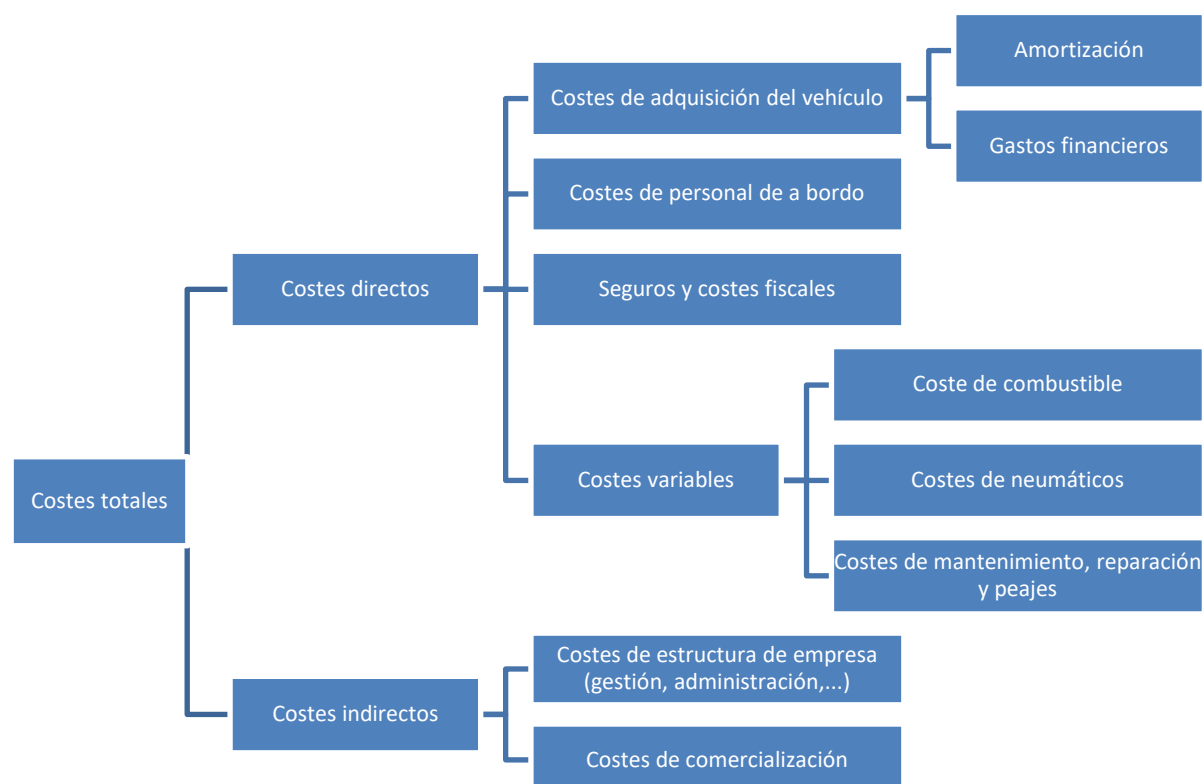 Amortización
Costes de adquisición del vehículo
Gastos financieros
Costes de personal de a bordo
Costes directos
Seguros y costes fiscales
Coste de combustible
Costes variables
Costes de neumáticos
Costes totales
Costes de mantenimiento, reparación
y peajes
Costes de estructura de empresa
(gestión, administración,...)
Costes indirectos
Costes de comercialización